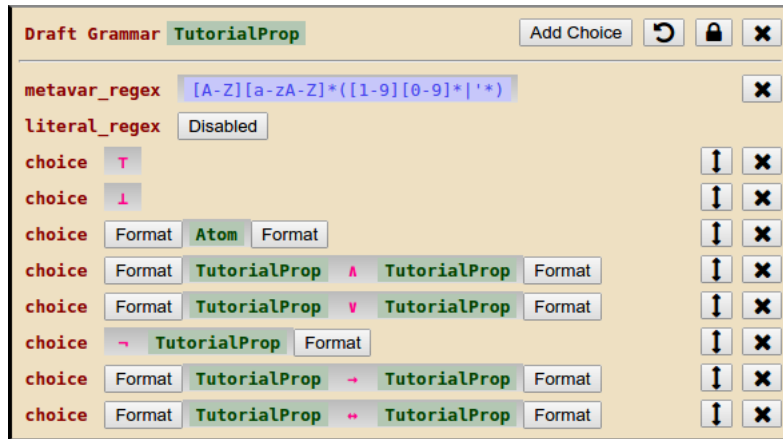 Draft Grammar TutorialProp Add Choice
metavar_regex [A-Z][a-zA-Z]*([1-9][0-9]*|'*)
literal_regex Disabled
choice ⊤
choice ⊥
choice Format Atom Format
choice Format TutorialProp ∧ TutorialProp Format
choice Format TutorialProp ∨ TutorialProp Format
choice ¬ TutorialProp Format
choice Format TutorialProp → TutorialProp Format
choice Format TutorialProp ↔ TutorialProp Format